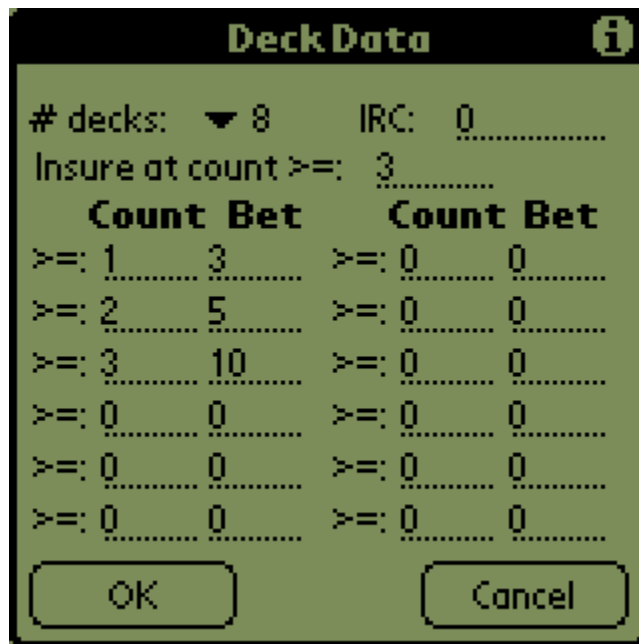 Deck Data
# decks: 8 IRC: 0
Insure at count >=: 3
Count Bet Count Bet
>=: 1 3 >=: 0 0
>=: 2 5 >=: 0 0
>=: 3 10 >=: 0 0
>=: 0 0 >=: 0 0
>=: 0 0 >=: 0 0
>=: 0 0 >=: 0 0
OK Cancel